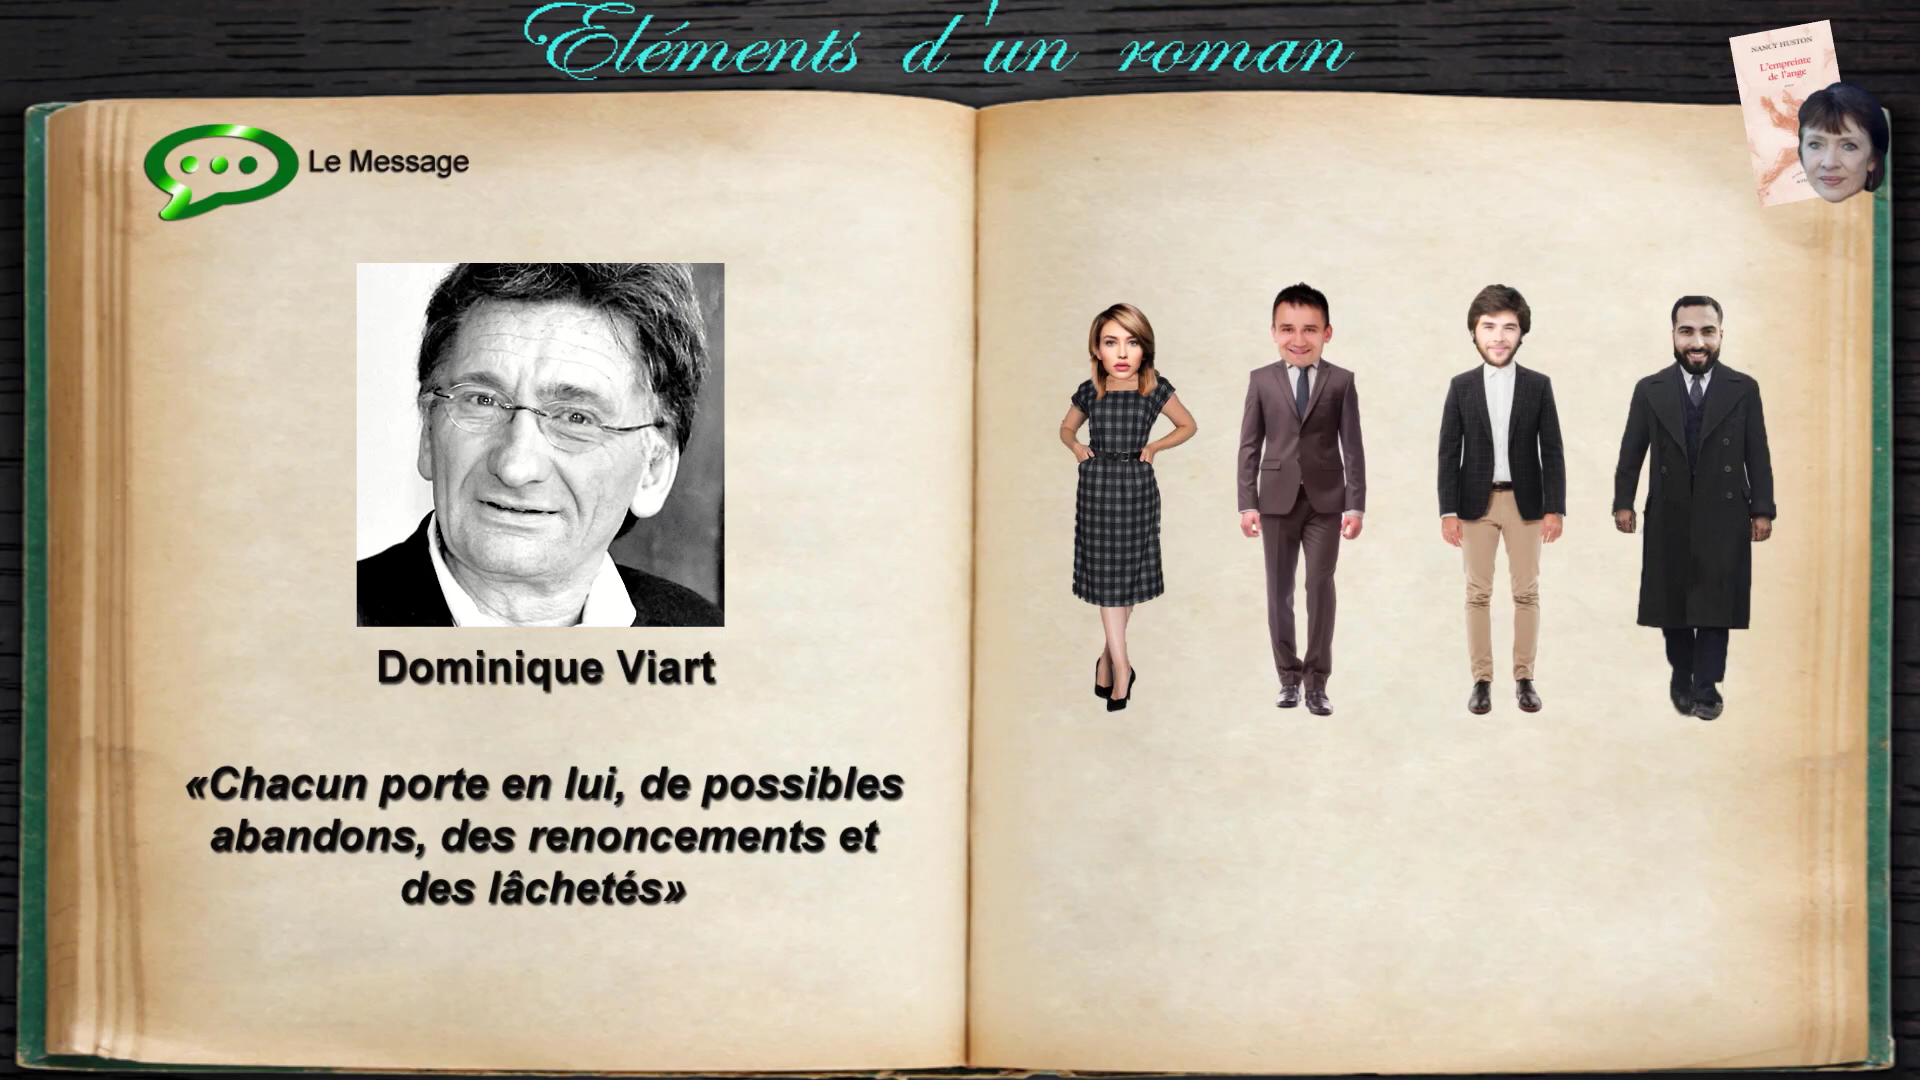 Eléments d'un roman
NANCY HUSTON
L'empreinte
de l'ange
Le Message
Dominique Viart
«Chacun porte en lui, de possibles
abandons, des renoncements et
des lâchetés»